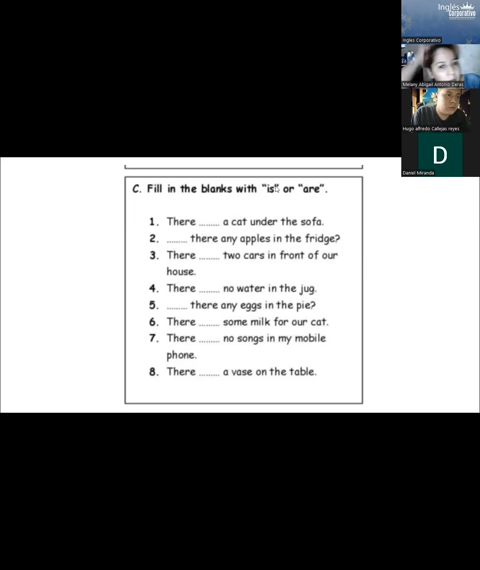 Inglés
Corporativo
Inglés Corporativo
Melany Abigail Antonio Deras
Hugo alfredo Callejas reyes
D
Daniel Miranda
C. Fill in the blanks with "is" or "are".
1. There ......... a cat under the sofa.
2. ......... there any apples in the fridge?
3. There ......... two cars in front of our
house.
4. There ......... no water in the jug.
5. ......... there any eggs in the pie?
6. There ......... some milk for our cat.
7. There ......... no songs in my mobile
phone.
8. There ......... a vase on the table.